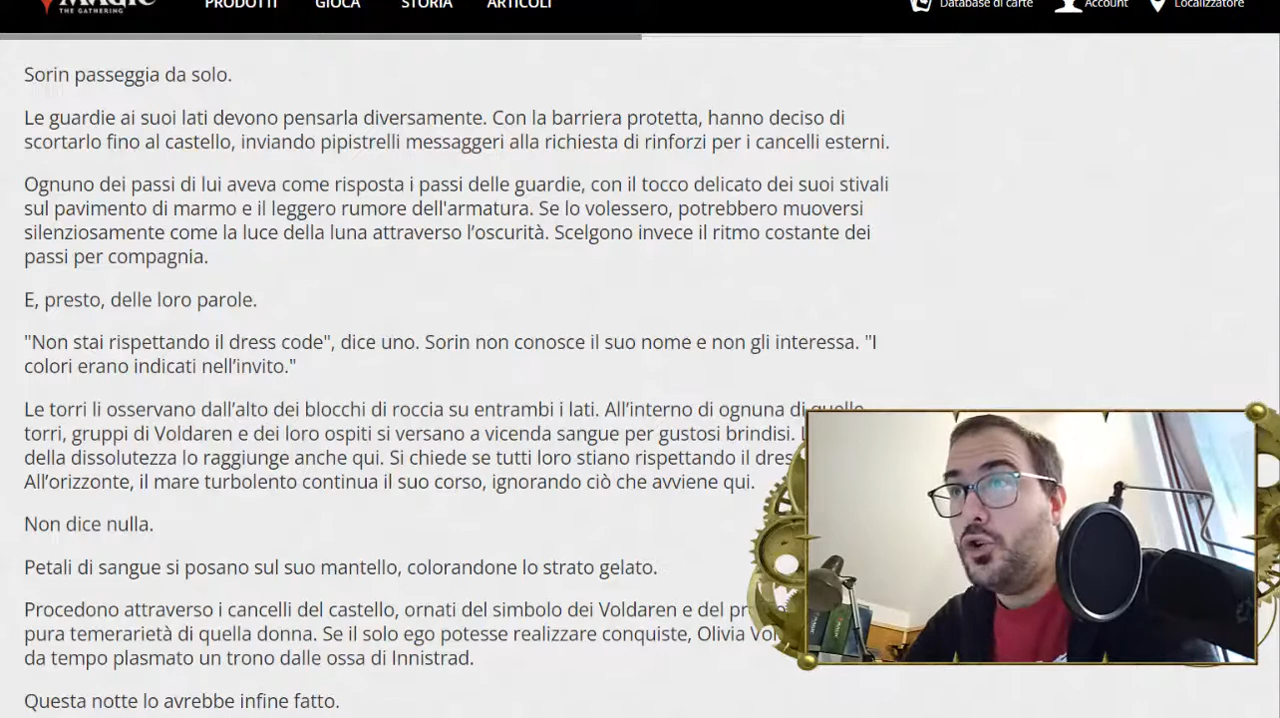 MAGIC
THE GATHERING
PRODOTTI GIOCA STORIA ARTICOLI Database di carte Account Localizzatore
Sorin passeggia da solo.
Le guardie ai suoi lati devono pensarla diversamente. Con la barriera protetta, hanno deciso di
scortarlo fino al castello, inviando pipistrelli messaggeri alla richiesta di rinforzi per i cancelli esterni.
Ognuno dei passi di lui aveva come risposta i passi delle guardie, con il tocco delicato dei suoi stivali
sul pavimento di marmo e il leggero rumore dell'armatura. Se lo volessero, potrebbero muoversi
silenziosamente come la luce della luna attraverso l’oscurità. Scelgono invece il ritmo costante dei
passi per compagnia.
E, presto, delle loro parole.
"Non stai rispettando il dress code", dice uno. Sorin non conosce il suo nome e non gli interessa. "I
colori erano indicati nell’invito."
Le torri li osservano dall’alto dei blocchi di roccia su entrambi i lati. All’interno di ognuna di quelle
torri, gruppi di Voldaren e dei loro ospiti si versano a vicenda sangue per gustosi brindisi.
della dissolutezza lo raggiunge anche qui. Si chiede se tutti loro stiano rispettando il dres
All’orizzonte, il mare turbolento continua il suo corso, ignorando ciò che avviene qui.
Non dice nulla.
Petali di sangue si posano sul suo mantello, colorandone lo strato gelato.
Procedono attraverso i cancelli del castello, ornati del simbolo dei Voldaren e del pr
pura temerarietà di quella donna. Se il solo ego potesse realizzare conquiste, Olivia Vol
da tempo plasmato un trono dalle ossa di Innistrad.
Questa notte lo avrebbe infine fatto.